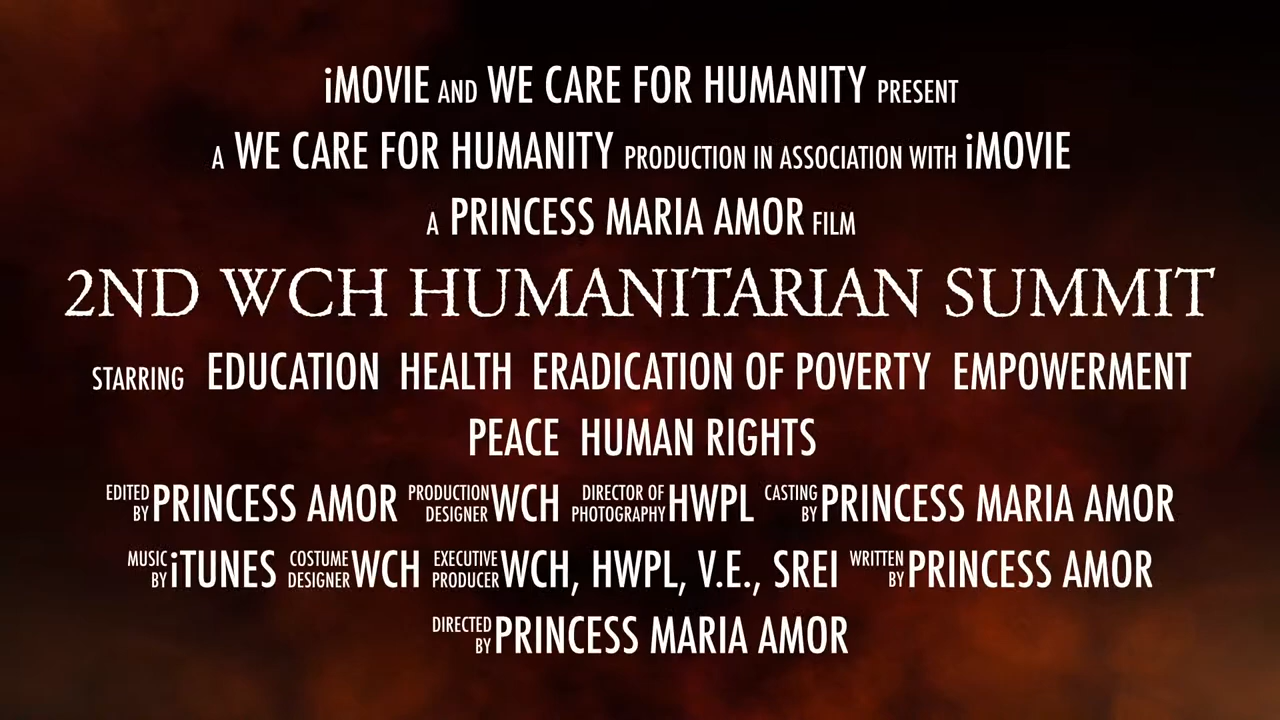 iMOVIE AND WE CARE FOR HUMANITY PRESENT
A WE CARE FOR HUMANITY PRODUCTION IN ASSOCIATION WITH iMOVIE
A PRINCESS MARIA AMOR FILM
2ND WCH HUMANITARIAN SUMMIT
STARRING EDUCATION HEALTH ERADICATION OF POVERTY EMPOWERMENT
PEACE HUMAN RIGHTS
EDITED BY PRINCESS AMOR PRODUCTION DESIGNER WCH DIRECTOR OF PHOTOGRAPHY HWPL CASTING BY PRINCESS MARIA AMOR
MUSIC BY iTUNES COSTUME DESIGNER WCH EXECUTIVE PRODUCER WCH, HWPL, V.E., SREI WRITTEN BY PRINCESS AMOR
DIRECTED BY PRINCESS MARIA AMOR